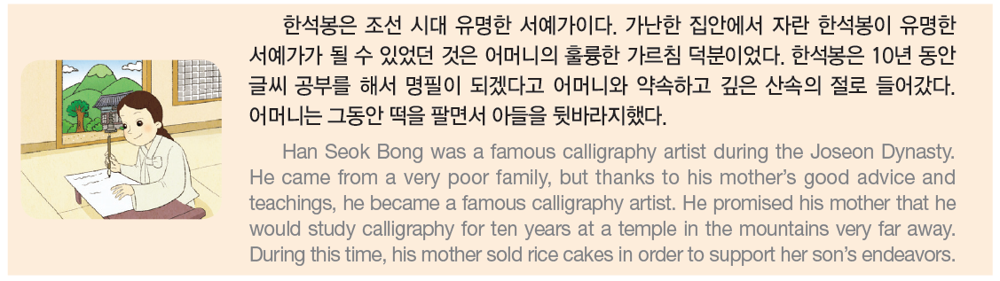 한석봉은 조선 시대 유명한 서예가이다. 가난한 집안에서 자란 한석봉이 유명한
서예가가 될 수 있었던 것은 어머니의 훌륭한 가르침 덕분이었다. 한석봉은 10년 동안
글씨 공부를 해서 명필이 되겠다고 어머니와 약속하고 깊은 산속의 절로 들어갔다.
어머니는 그동안 떡을 팔면서 아들을 뒷바라지했다.
Han Seok Bong was a famous calligraphy artist during the Joseon Dynasty.
He came from a very poor family, but thanks to his mother’s good advice and
teachings, he became a famous calligraphy artist. He promised his mother that he
would study calligraphy for ten years at a temple in the mountains very far away.
During this time, his mother sold rice cakes in order to support her son’s endeavors.